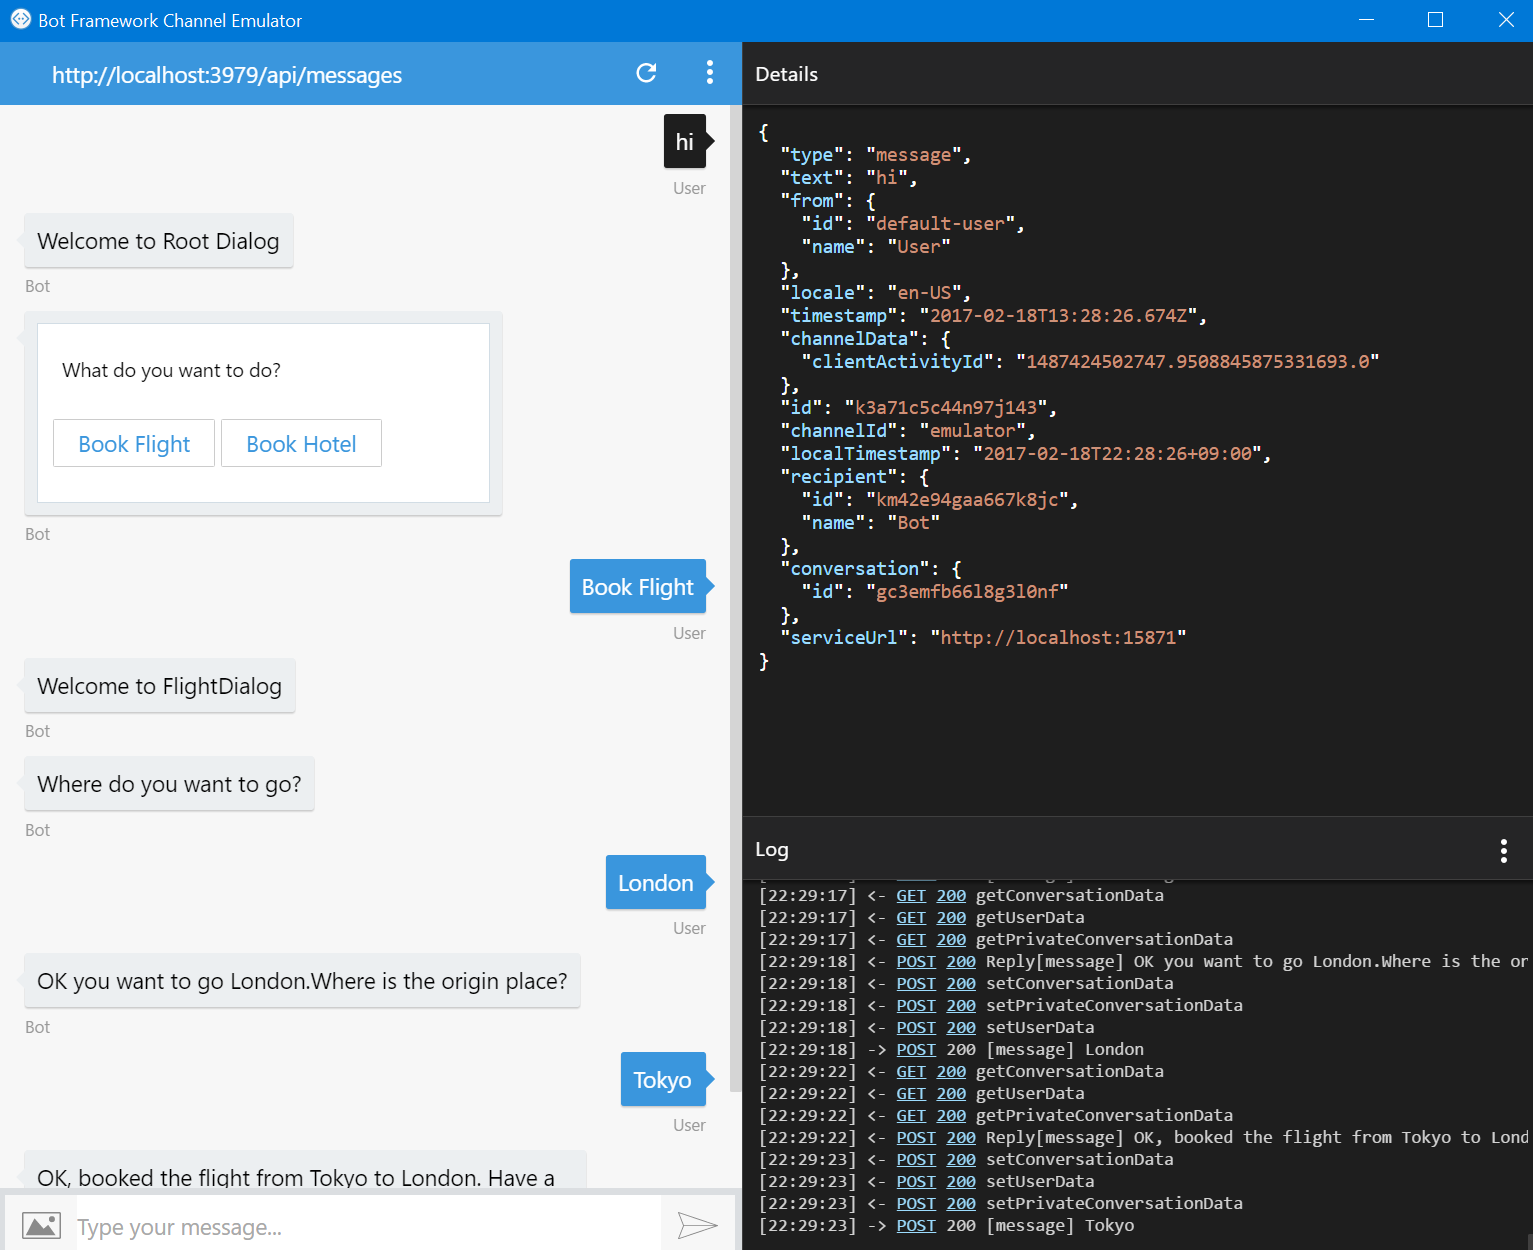 Bot Framework Channel Emulator
http://localhost:3979/api/messages
hi
User
Welcome to Root Dialog
Bot
What do you want to do?
Book Flight
Book Hotel
Bot
Book Flight
User
Welcome to FlightDialog
Bot
Where do you want to go?
Bot
London
User
OK you want to go London.Where is the origin place?
Bot
Tokyo
User
OK, booked the flight from Tokyo to London. Have a
Type your message...
Details
{
"type": "message",
"text": "hi",
"from": {
"id": "default-user",
"name": "User"
},
"locale": "en-US",
"timestamp": "2017-02-18T13:28:26.674Z",
"channelData": {
"clientActivityId": "1487424502747.9508845875331693.0"
},
"id": "k3a71c5c44n97j143",
"channelId": "emulator",
"localTimestamp": "2017-02-18T22:28:26+09:00",
"recipient": {
"id": "km42e94gaa667k8jc",
"name": "Bot"
},
"conversation": {
"id": "gc3emfb66l8g3l0nf"
},
"serviceUrl": "http://localhost:15871"
}
Log
[22:29:17] <- GET 200 getConversationData
[22:29:17] <- GET 200 getUserData
[22:29:17] <- GET 200 getPrivateConversationData
[22:29:18] <- POST 200 Reply[message] OK you want to go London.Where is the or
[22:29:18] <- POST 200 setConversationData
[22:29:18] <- POST 200 setPrivateConversationData
[22:29:18] <- POST 200 setUserData
[22:29:18] -> POST 200 [message] London
[22:29:22] <- GET 200 getConversationData
[22:29:22] <- GET 200 getUserData
[22:29:22] <- GET 200 getPrivateConversationData
[22:29:22] <- POST 200 Reply[message] OK, booked the flight from Tokyo to Lond
[22:29:23] <- POST 200 setConversationData
[22:29:23] <- POST 200 setUserData
[22:29:23] <- POST 200 setPrivateConversationData
[22:29:23] -> POST 200 [message] Tokyo